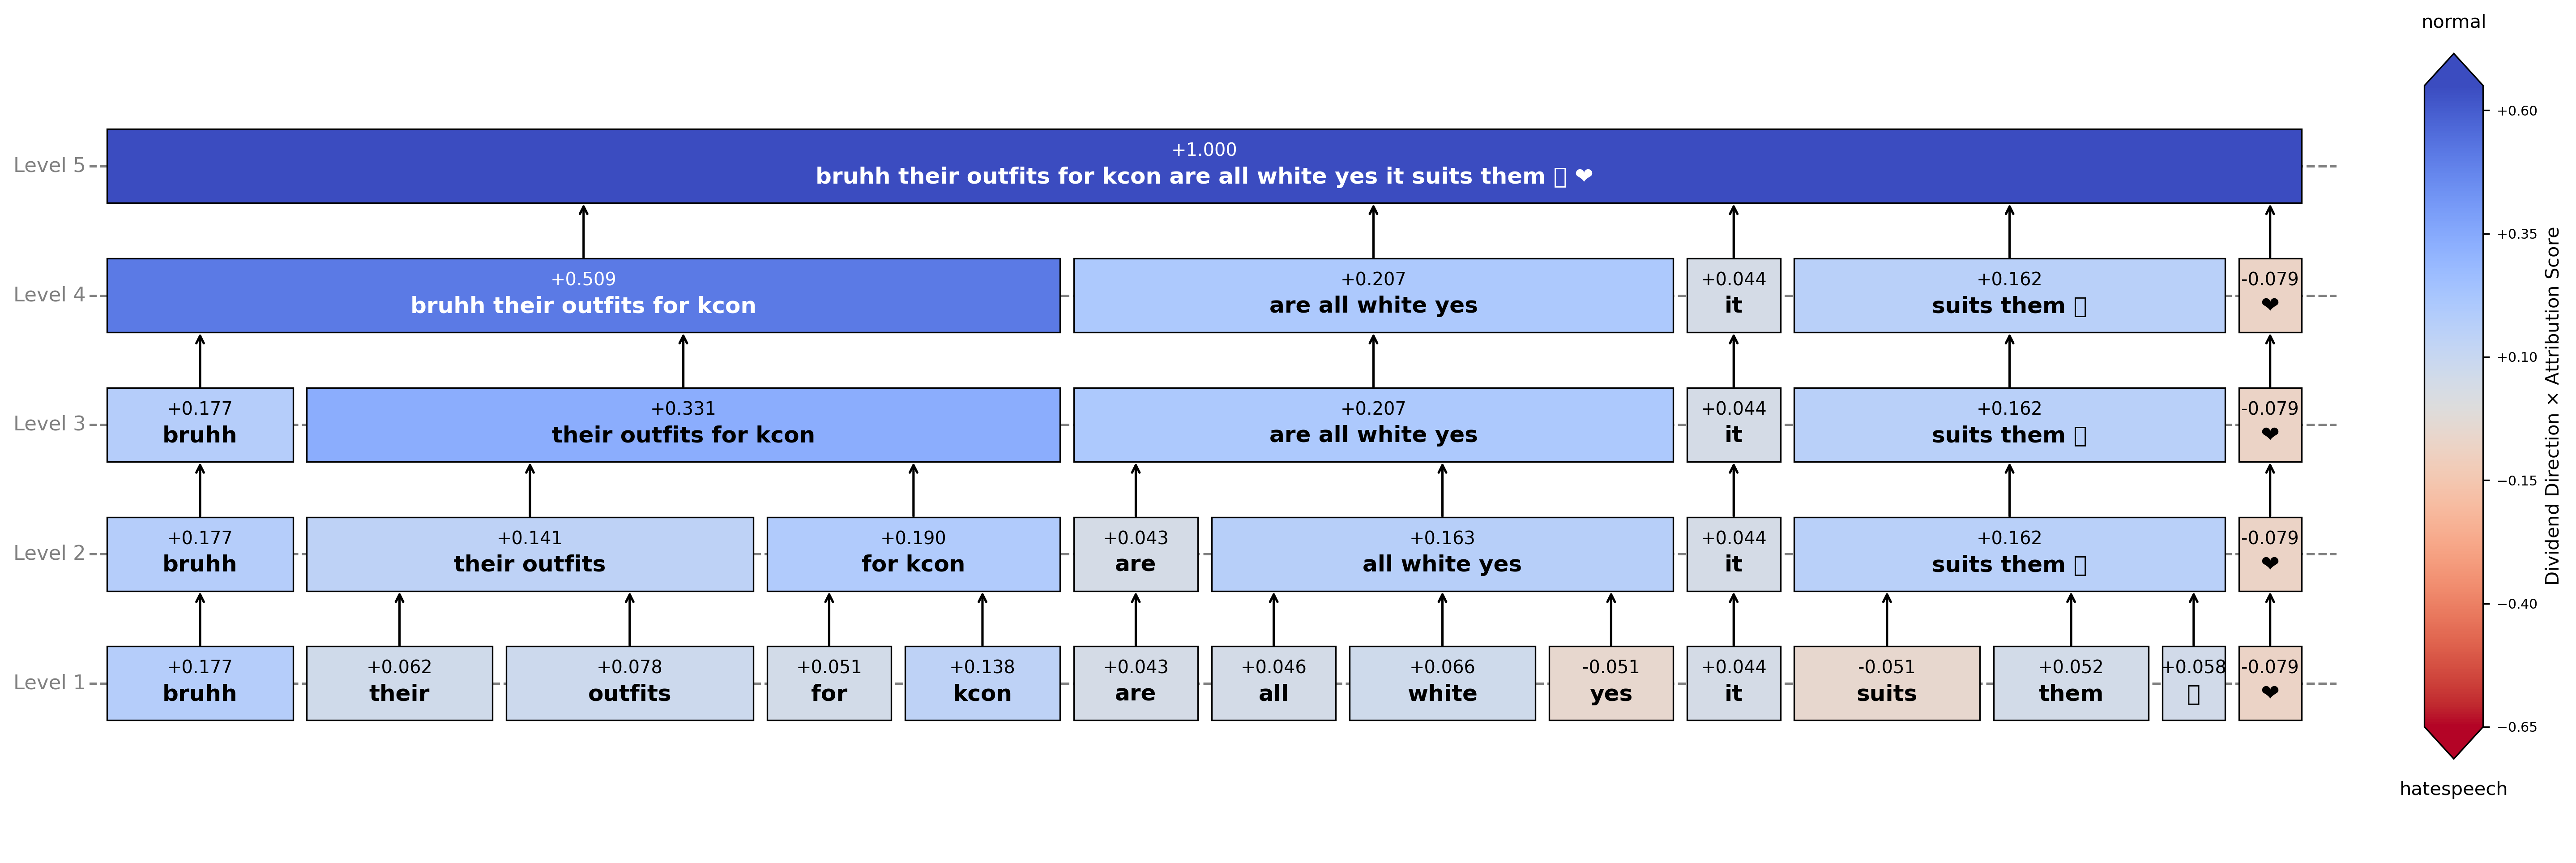 normal
+0.60
+0.35
+0.10
−0.15
−0.40
−0.65
hatespeech
Dividend Direction × Attribution Score
Level 5
+1.000
bruhh their outfits for kcon are all white yes it suits them ▯ ❤
Level 4
+0.509
bruhh their outfits for kcon
+0.207
are all white yes
+0.044
it
+0.162
suits them ▯
-0.079
❤
Level 3
+0.177
bruhh
+0.331
their outfits for kcon
+0.207
are all white yes
+0.044
it
+0.162
suits them ▯
-0.079
❤
Level 2
+0.177
bruhh
+0.141
their outfits
+0.190
for kcon
+0.043
are
+0.163
all white yes
+0.044
it
+0.162
suits them ▯
-0.079
❤
Level 1
+0.177
bruhh
+0.062
their
+0.078
outfits
+0.051
for
+0.138
kcon
+0.043
are
+0.046
all
+0.066
white
-0.051
yes
+0.044
it
-0.051
suits
+0.052
them
+0.058
▯
-0.079
❤